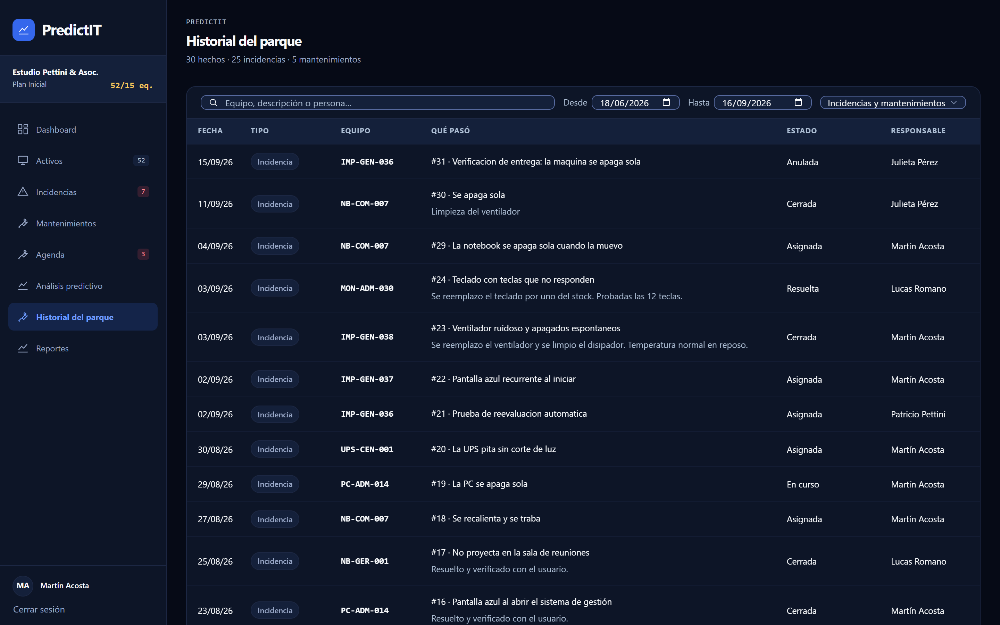 PredictIT
Estudio Pettini & Asoc.
Plan Inicial
52/15 eq.
Dashboard
Activos 52
Incidencias 7
Mantenimientos
Agenda 3
Análisis predictivo
Historial del parque
Reportes
MA Martín Acosta
Cerrar sesión
PREDICTIT
Historial del parque
30 hechos · 25 incidencias · 5 mantenimientos
Equipo, descripción o persona... Desde 18/06/2026 Hasta 16/09/2026 Incidencias y mantenimientos
FECHA TIPO EQUIPO QUÉ PASÓ ESTADO RESPONSABLE
15/09/26 Incidencia IMP-GEN-036 #31 · Verificacion de entrega: la maquina se apaga sola Anulada Julieta Pérez
11/09/26 Incidencia NB-COM-007 #30 · Se apaga sola Cerrada Julieta Pérez
Limpieza del ventilador
04/09/26 Incidencia NB-COM-007 #29 · La notebook se apaga sola cuando la muevo Asignada Martín Acosta
03/09/26 Incidencia MON-ADM-030 #24 · Teclado con teclas que no responden Resuelta Lucas Romano
Se reemplazo el teclado por uno del stock. Probadas las 12 teclas.
03/09/26 Incidencia IMP-GEN-038 #23 · Ventilador ruidoso y apagados espontaneos Cerrada Martín Acosta
Se reemplazo el ventilador y se limpio el disipador. Temperatura normal en reposo.
02/09/26 Incidencia IMP-GEN-037 #22 · Pantalla azul recurrente al iniciar Asignada Martín Acosta
02/09/26 Incidencia IMP-GEN-036 #21 · Prueba de reevaluacion automatica Asignada Patricio Pettini
30/08/26 Incidencia UPS-CEN-001 #20 · La UPS pita sin corte de luz Asignada Martín Acosta
29/08/26 Incidencia PC-ADM-014 #19 · La PC se apaga sola En curso Martín Acosta
27/08/26 Incidencia NB-COM-007 #18 · Se recalienta y se traba Asignada Martín Acosta
25/08/26 Incidencia NB-GER-001 #17 · No proyecta en la sala de reuniones Cerrada Lucas Romano
Resuelto y verificado con el usuario.
23/08/26 Incidencia PC-ADM-014 #16 · Pantalla azul al abrir el sistema de gestión Cerrada Martín Acosta
Resuelto y verificado con el usuario.